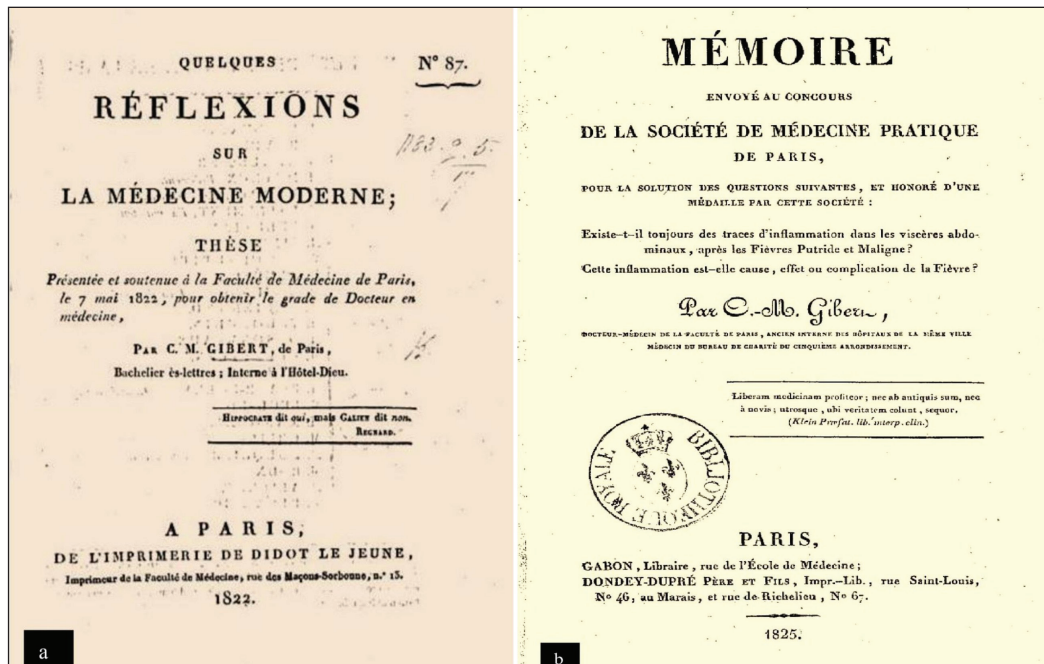 QUELQUES
N° 87.
RÉFLEXIONS
SUR
LA MÉDECINE MODERNE;
THÈSE
Présentée et soutenue à la Faculté de Médecine de Paris,
le 7 mai 1822, pour obtenir le grade de Docteur en
médecine,
PAR C. M. GIBERT, de Paris,
Bachelier ès-lettres; Interne à l'Hôtel-Dieu.
HIPPOCRATE dit oui, mais GALIEN dit non.
REGNARD.
A PARIS,
DE L'IMPRIMERIE DE DIDOT LE JEUNE,
Imprimeur de la Faculté de Médecine, rue des Maçons-Sorbonne, n.° 13.
1822.
a
MÉMOIRE
ENVOYÉ AU CONCOURS
DE LA SOCIÉTÉ DE MÉDECINE PRATIQUE
DE PARIS,
POUR LA SOLUTION DES QUESTIONS SUIVANTES, ET HONORÉ D'UNE
MÉDAILLE PAR CETTE SOCIÉTÉ :
Existe-t-il toujours des traces d'inflammation dans les viscères abdo-
minaux, après les Fièvres Putride et Maligne?
Cette inflammation est-elle cause, effet ou complication de la Fièvre?
Par C.-M. Gibert,
DOCTEUR-MÉDECIN DE LA FACULTÉ DE PARIS, ANCIEN INTERNE DES HÔPITAUX DE LA MÊME VILLE
MÉDECIN DU BUREAU DE CHARITÉ DU CINQUIÈME ARRONDISSEMENT.
Liberam medicinam profiteor; nec ab antiquis sum, nec
à novis; utrosque, ubi veritatem colunt, sequor.
(Klein Præfat. lib. interp. clin.)
BIBLIOTHEQUE ROYALE
PARIS,
GABON, Libraire, rue de l'École de Médecine;
DONDEY-DUPRÉ PÈRE ET FILS, Impr.-Lib., rue Saint-Louis,
N° 46, au Marais, et rue de Richelieu, N° 67.
1825.
b